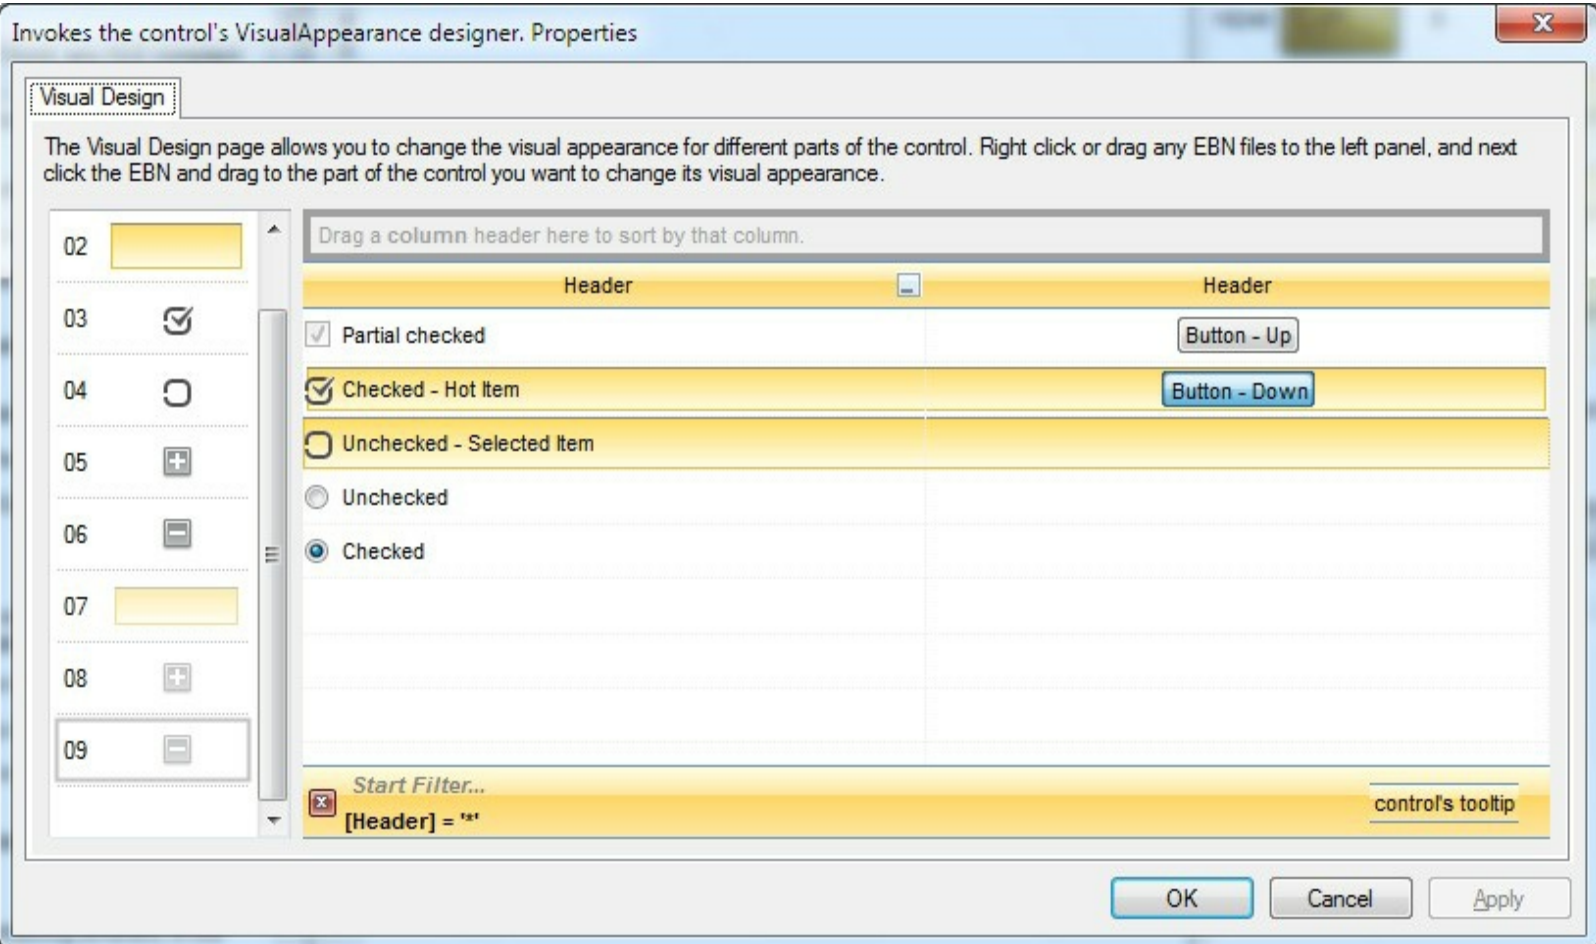 Invokes the control's VisualAppearance designer. Properties
Visual Design
The Visual Design page allows you to change the visual appearance for different parts of the control. Right click or drag any EBN files to the left panel, and next
click the EBN and drag to the part of the control you want to change its visual appearance.
02
03
04
05
06
07
08
09
Drag a column header here to sort by that column.
Header
Header
Partial checked
Button - Up
Checked - Hot Item
Button - Down
Unchecked - Selected Item
Unchecked
Checked
Start Filter...
[Header] = '*'
control's tooltip
OK
Cancel
Apply